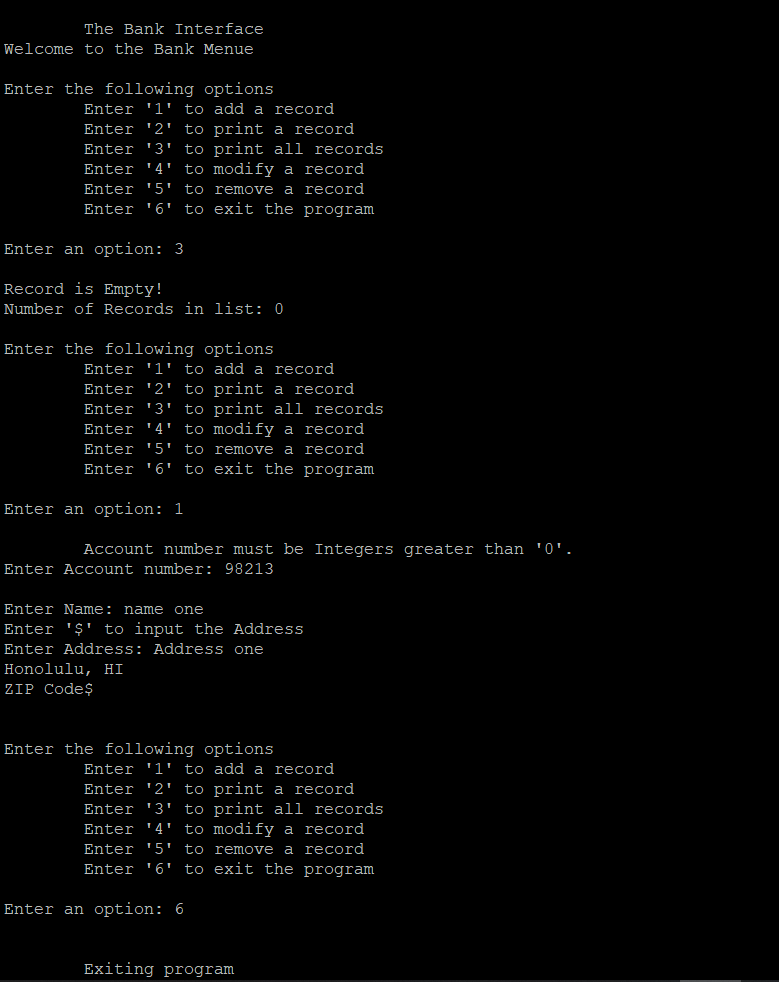 The Bank Interface
Welcome to the Bank Menue
Enter the following options
Enter '1' to add a record
Enter '2' to print a record
Enter '3' to print all records
Enter '4' to modify a record
Enter '5' to remove a record
Enter '6' to exit the program
Enter an option: 3
Record is Empty!
Number of Records in list: 0
Enter the following options
Enter '1' to add a record
Enter '2' to print a record
Enter '3' to print all records
Enter '4' to modify a record
Enter '5' to remove a record
Enter '6' to exit the program
Enter an option: 1
Account number must be Integers greater than '0'.
Enter Account number: 98213
Enter Name: name one
Enter '$' to input the Address
Enter Address: Address one
Honolulu, HI
ZIP Code$
Enter the following options
Enter '1' to add a record
Enter '2' to print a record
Enter '3' to print all records
Enter '4' to modify a record
Enter '5' to remove a record
Enter '6' to exit the program
Enter an option: 6
Exiting program